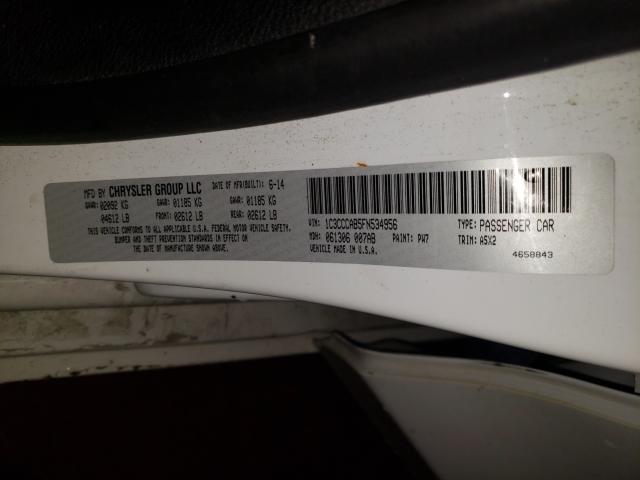 MFD BY CHRYSLER GROUP LLC DATE OF MFR(BUILT): 6-14
GVWR: 02092 KG GAWR: 01185 KG GAWR: 01185 KG
04612 LB FRONT: 02612 LB REAR: 02612 LB
THIS VEHICLE CONFORMS TO ALL APPLICABLE U.S.A. FEDERAL MOTOR VEHICLE SAFETY,
BUMPER AND THEFT PREVENTION STANDARDS IN EFFECT ON THE
DATE OF MANUFACTURE SHOWN ABOVE.
VIN: 1C3CCCAB5FN534956 TYPE: PASSENGER CAR
MDH: 061306 007AB PAINT: PW7 TRIM: A5X2
VEHICLE MADE IN U.S.A. 4658843